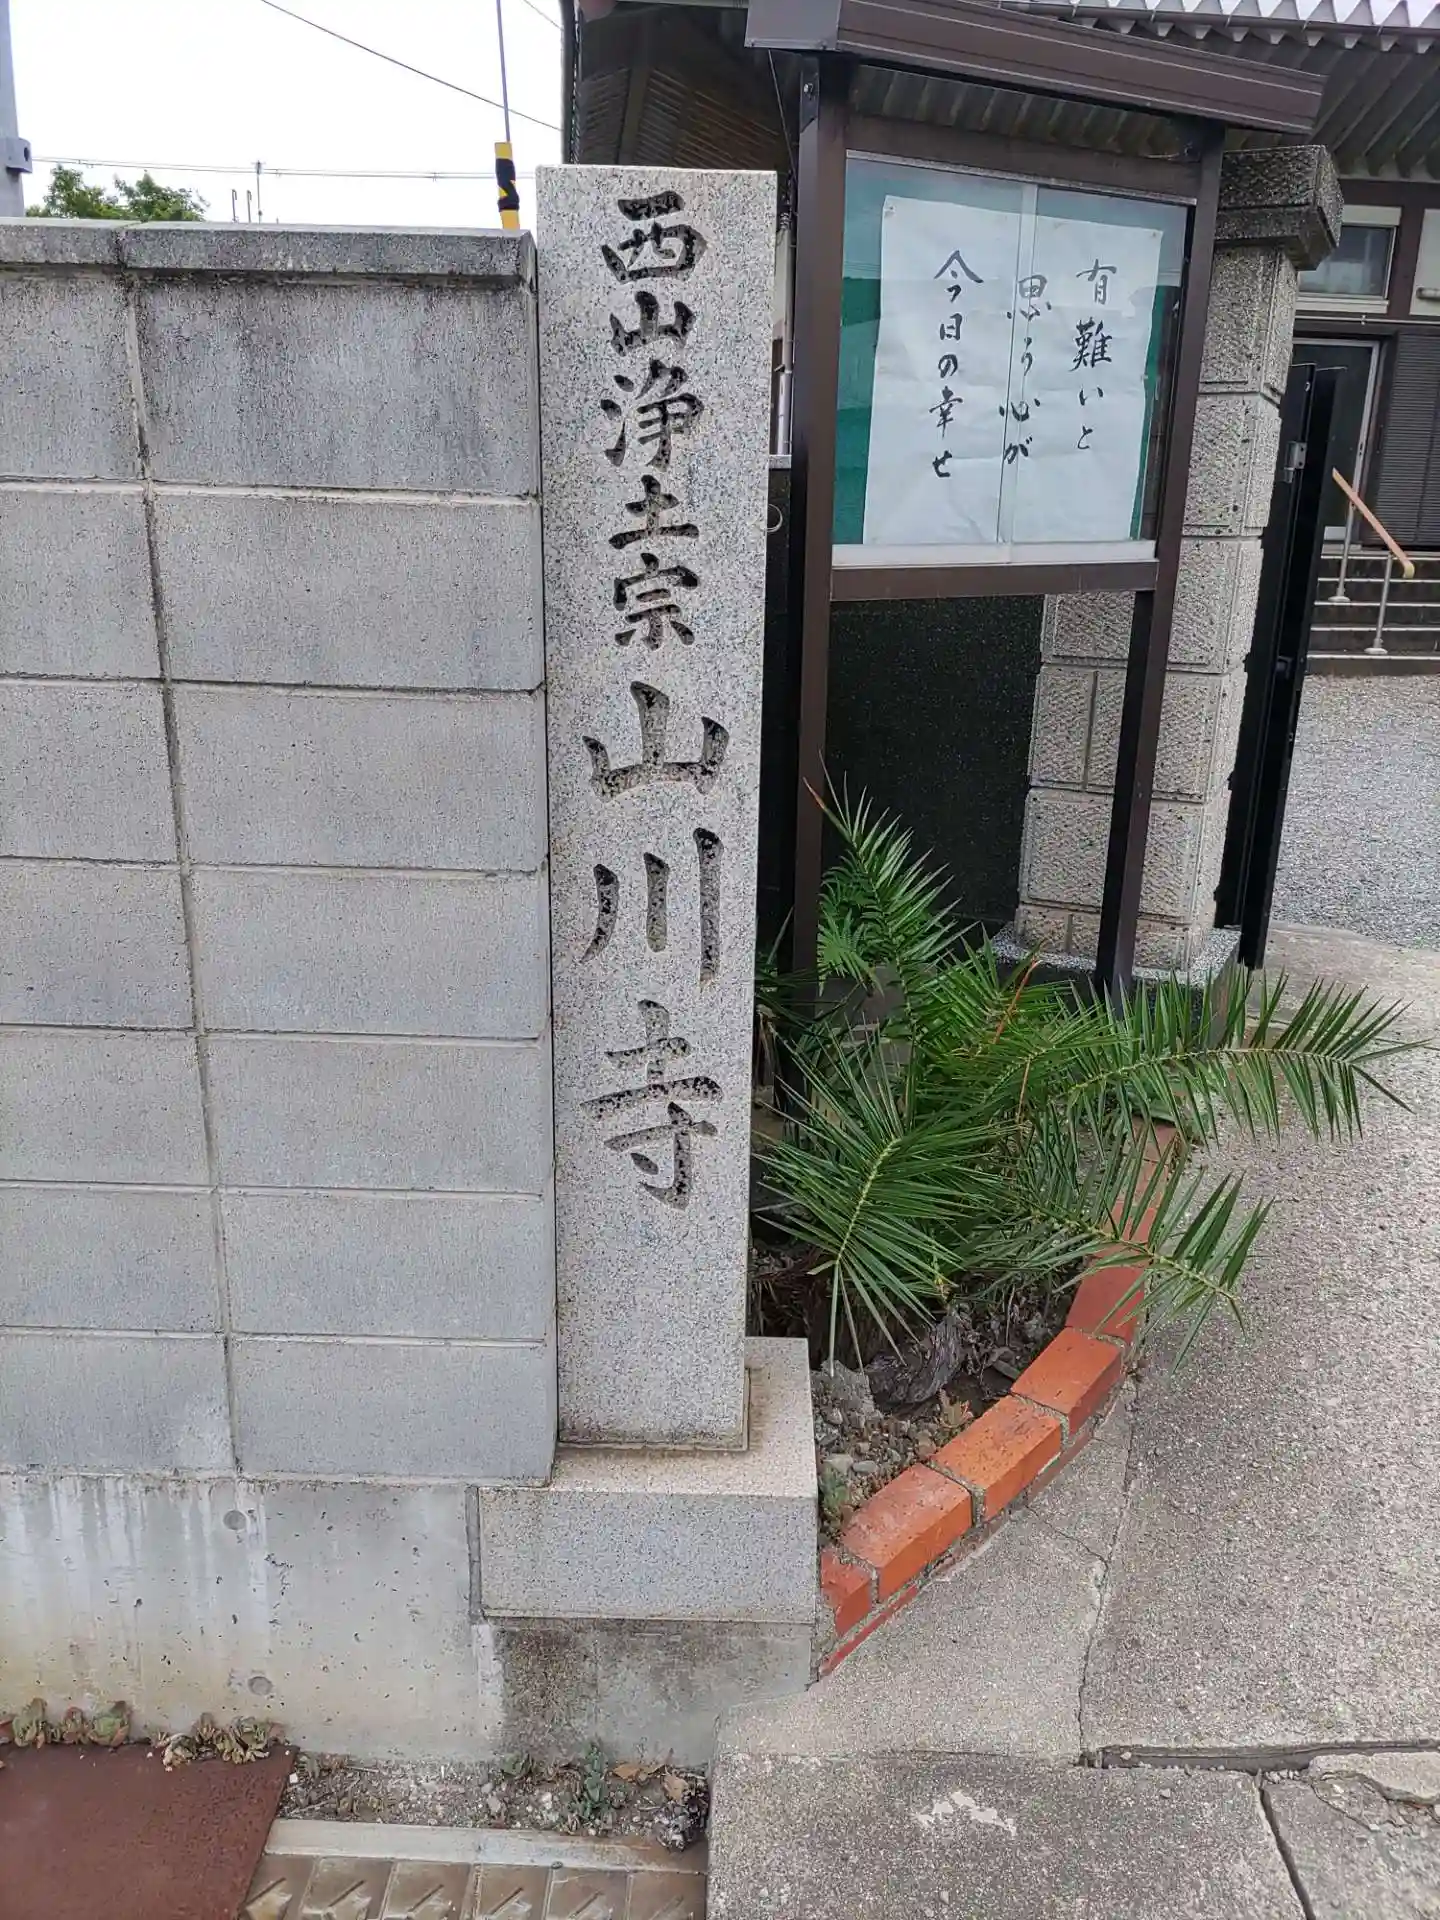 西山浄土宗山川寺
有難いと
思う心が
今日の幸せ